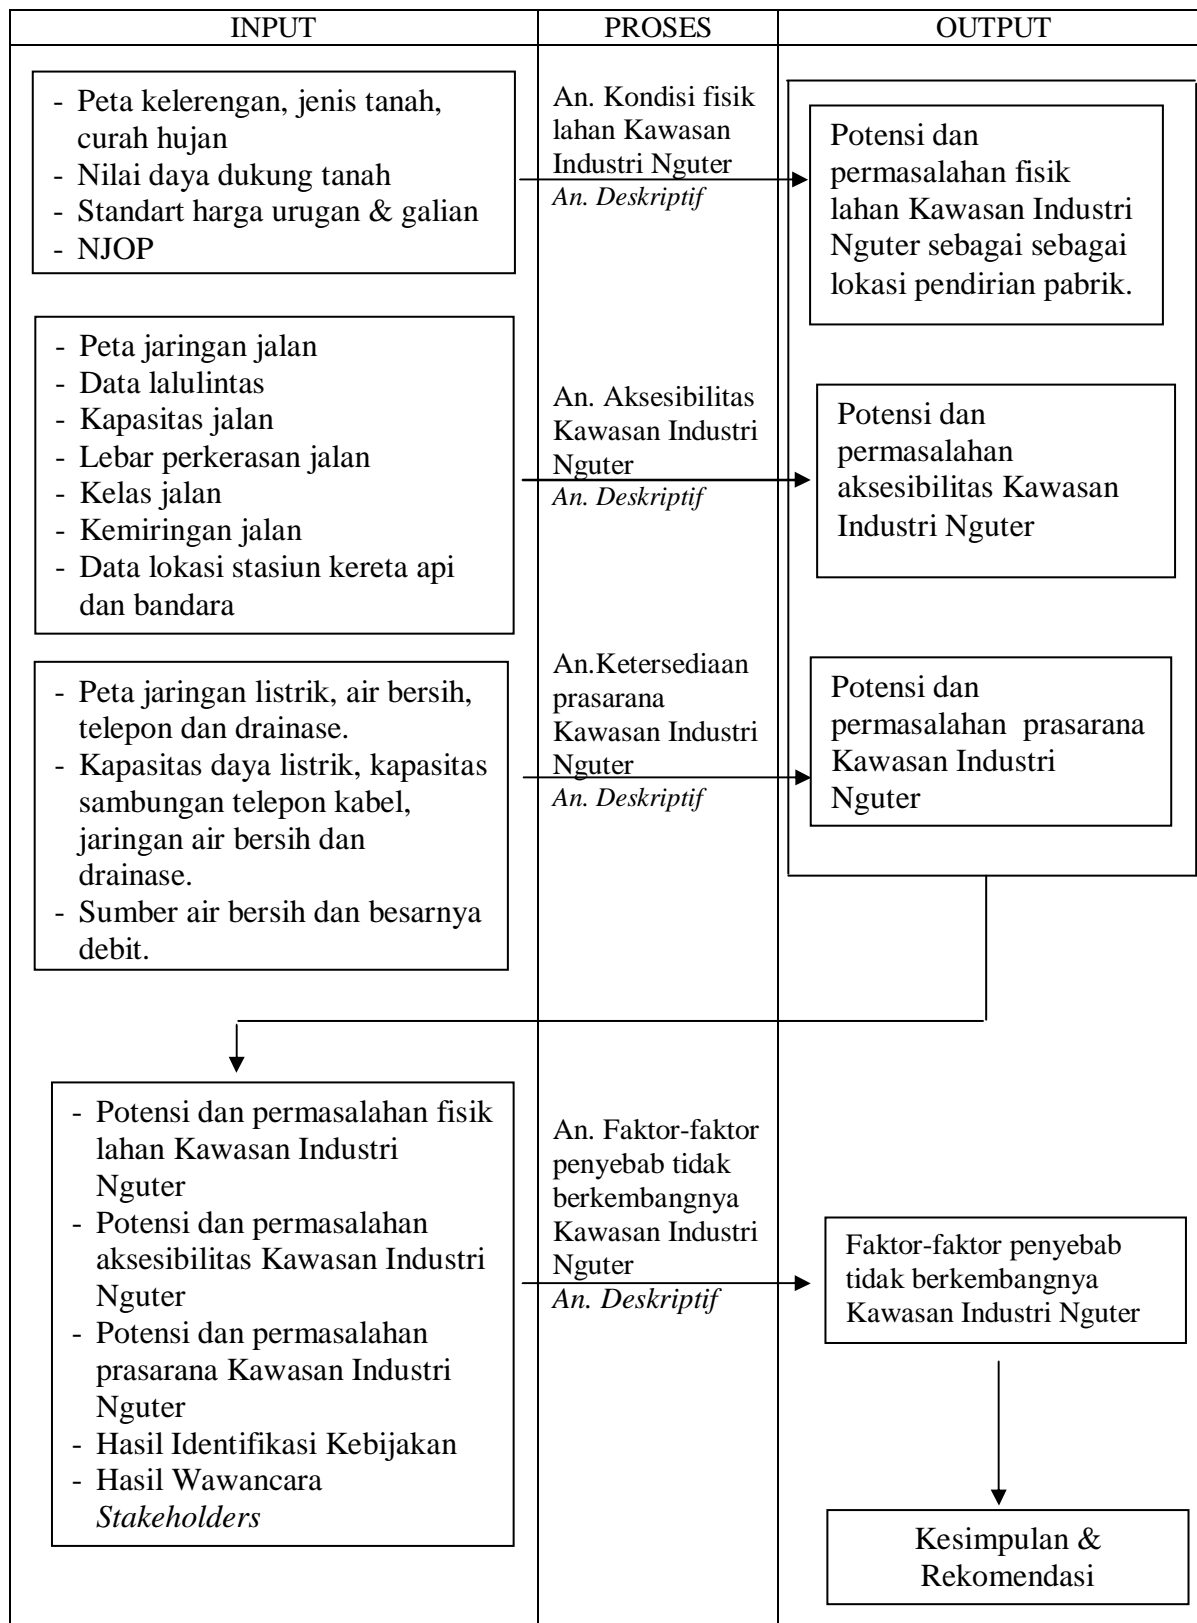 INPUT
PROSES
OUTPUT
- Peta kelerengan, jenis tanah,
curah hujan
- Nilai daya dukung tanah
- Standart harga urugan & galian
- NJOP
An. Kondisi fisik
lahan Kawasan
Industri Nguter
An. Deskriptif
Potensi dan
permasalahan fisik
lahan Kawasan Industri
Nguter sebagai sebagai
lokasi pendirian pabrik.
- Peta jaringan jalan
- Data lalulintas
- Kapasitas jalan
- Lebar perkerasan jalan
- Kelas jalan
- Kemiringan jalan
- Data lokasi stasiun kereta api
dan bandara
An. Aksesibilitas
Kawasan Industri
Nguter
An. Deskriptif
Potensi dan
permasalahan
aksesibilitas Kawasan
Industri Nguter
- Peta jaringan listrik, air bersih,
telepon dan drainase.
- Kapasitas daya listrik, kapasitas
sambungan telepon kabel,
jaringan air bersih dan
drainase.
- Sumber air bersih dan besarnya
debit.
An.Ketersediaan
prasarana
Kawasan Industri
Nguter
An. Deskriptif
Potensi dan
permasalahan prasarana
Kawasan Industri
Nguter
- Potensi dan permasalahan fisik
lahan Kawasan Industri
Nguter
- Potensi dan permasalahan
aksesibilitas Kawasan Industri
Nguter
- Potensi dan permasalahan
prasarana Kawasan Industri
Nguter
- Hasil Identifikasi Kebijakan
- Hasil Wawancara
Stakeholders
An. Faktor-faktor
penyebab tidak
berkembangnya
Kawasan Industri
Nguter
An. Deskriptif
Faktor-faktor penyebab
tidak berkembangnya
Kawasan Industri Nguter
Kesimpulan &
Rekomendasi